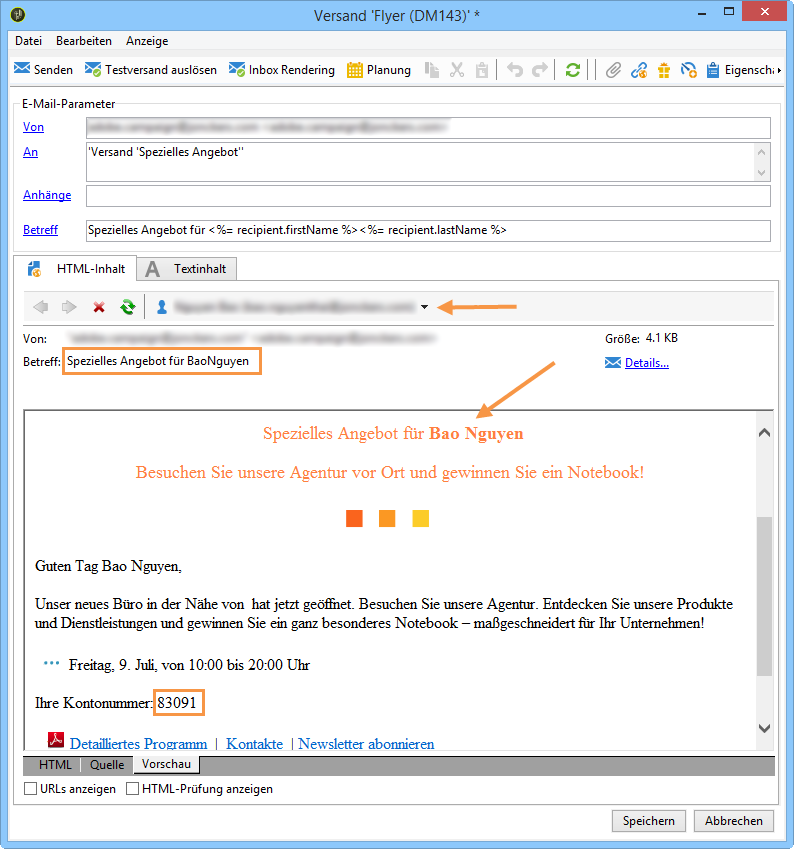 Versand 'Flyer (DM143)' *
Datei Bearbeiten Anzeige
Senden Testversand auslösen Inbox Rendering Planung Eigenscha
E-Mail-Parameter
Von
An 'Versand 'Spezielles Angebot''
Anhänge
Betreff Spezielles Angebot für <%= recipient.firstName %><%= recipient.lastName %>
HTML-Inhalt A Textinhalt
Von: Größe: 4.1 KB
Betreff: Spezielles Angebot für BaoNguyen Details...
Spezielles Angebot für Bao Nguyen
Besuchen Sie unsere Agentur vor Ort und gewinnen Sie ein Notebook!
Guten Tag Bao Nguyen,
Unser neues Büro in der Nähe von hat jetzt geöffnet. Besuchen Sie unsere Agentur. Entdecken Sie unsere Produkte
und Dienstleistungen und gewinnen Sie ein ganz besonderes Notebook – maßgeschneidert für Ihr Unternehmen!
Freitag, 9. Juli, von 10:00 bis 20:00 Uhr
Ihre Kontonummer: 83091
Detailliertes Programm | Kontakte | Newsletter abonnieren
HTML Quelle Vorschau
URLs anzeigen HTML-Prüfung anzeigen
Speichern Abbrechen